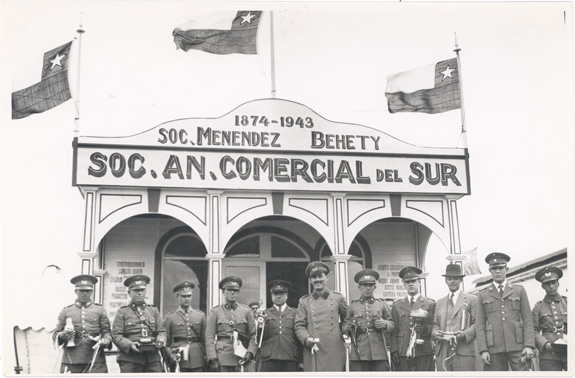 1874-1943
SOC. MENENDEZ BEHETY
SOC. AN. COMERCIAL DEL SUR